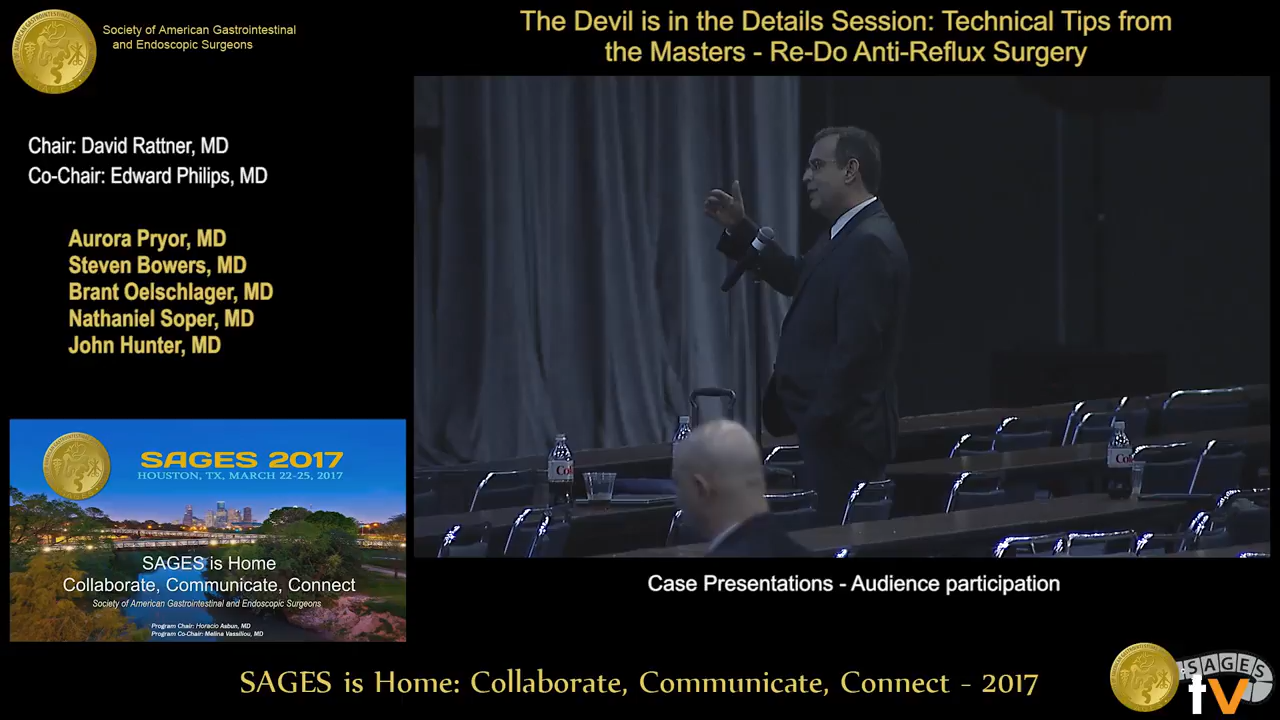 Society of American Gastrointestinal
and Endoscopic Surgeons
The Devil is in the Details Session: Technical Tips from
the Masters - Re-Do Anti-Reflux Surgery
Chair: David Rattner, MD
Co-Chair: Edward Philips, MD
Aurora Pryor, MD
Steven Bowers, MD
Brant Oelschlager, MD
Nathaniel Soper, MD
John Hunter, MD
SAGES 2017
HOUSTON, TX, MARCH 22-25, 2017
SAGES is Home
Collaborate, Communicate, Connect
Society of American Gastrointestinal and Endoscopic Surgeons
Program Chair: Horacio Asbun, MD
Program Co-Chair: Melina Vassiliou, MD
Case Presentations - Audience participation
SAGES is Home: Collaborate, Communicate, Connect - 2017
SAGES
tv